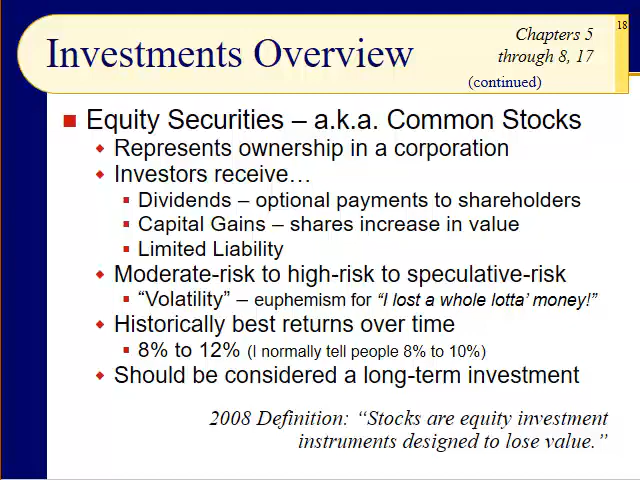 Investments Overview
Chapters 5
through 8, 17
(continued)
18
Equity Securities – a.k.a. Common Stocks
Represents ownership in a corporation
Investors receive…
Dividends – optional payments to shareholders
Capital Gains – shares increase in value
Limited Liability
Moderate-risk to high-risk to speculative-risk
“Volatility” – euphemism for “I lost a whole lotta’ money!”
Historically best returns over time
8% to 12% (I normally tell people 8% to 10%)
Should be considered a long-term investment
2008 Definition: “Stocks are equity investment
instruments designed to lose value.”